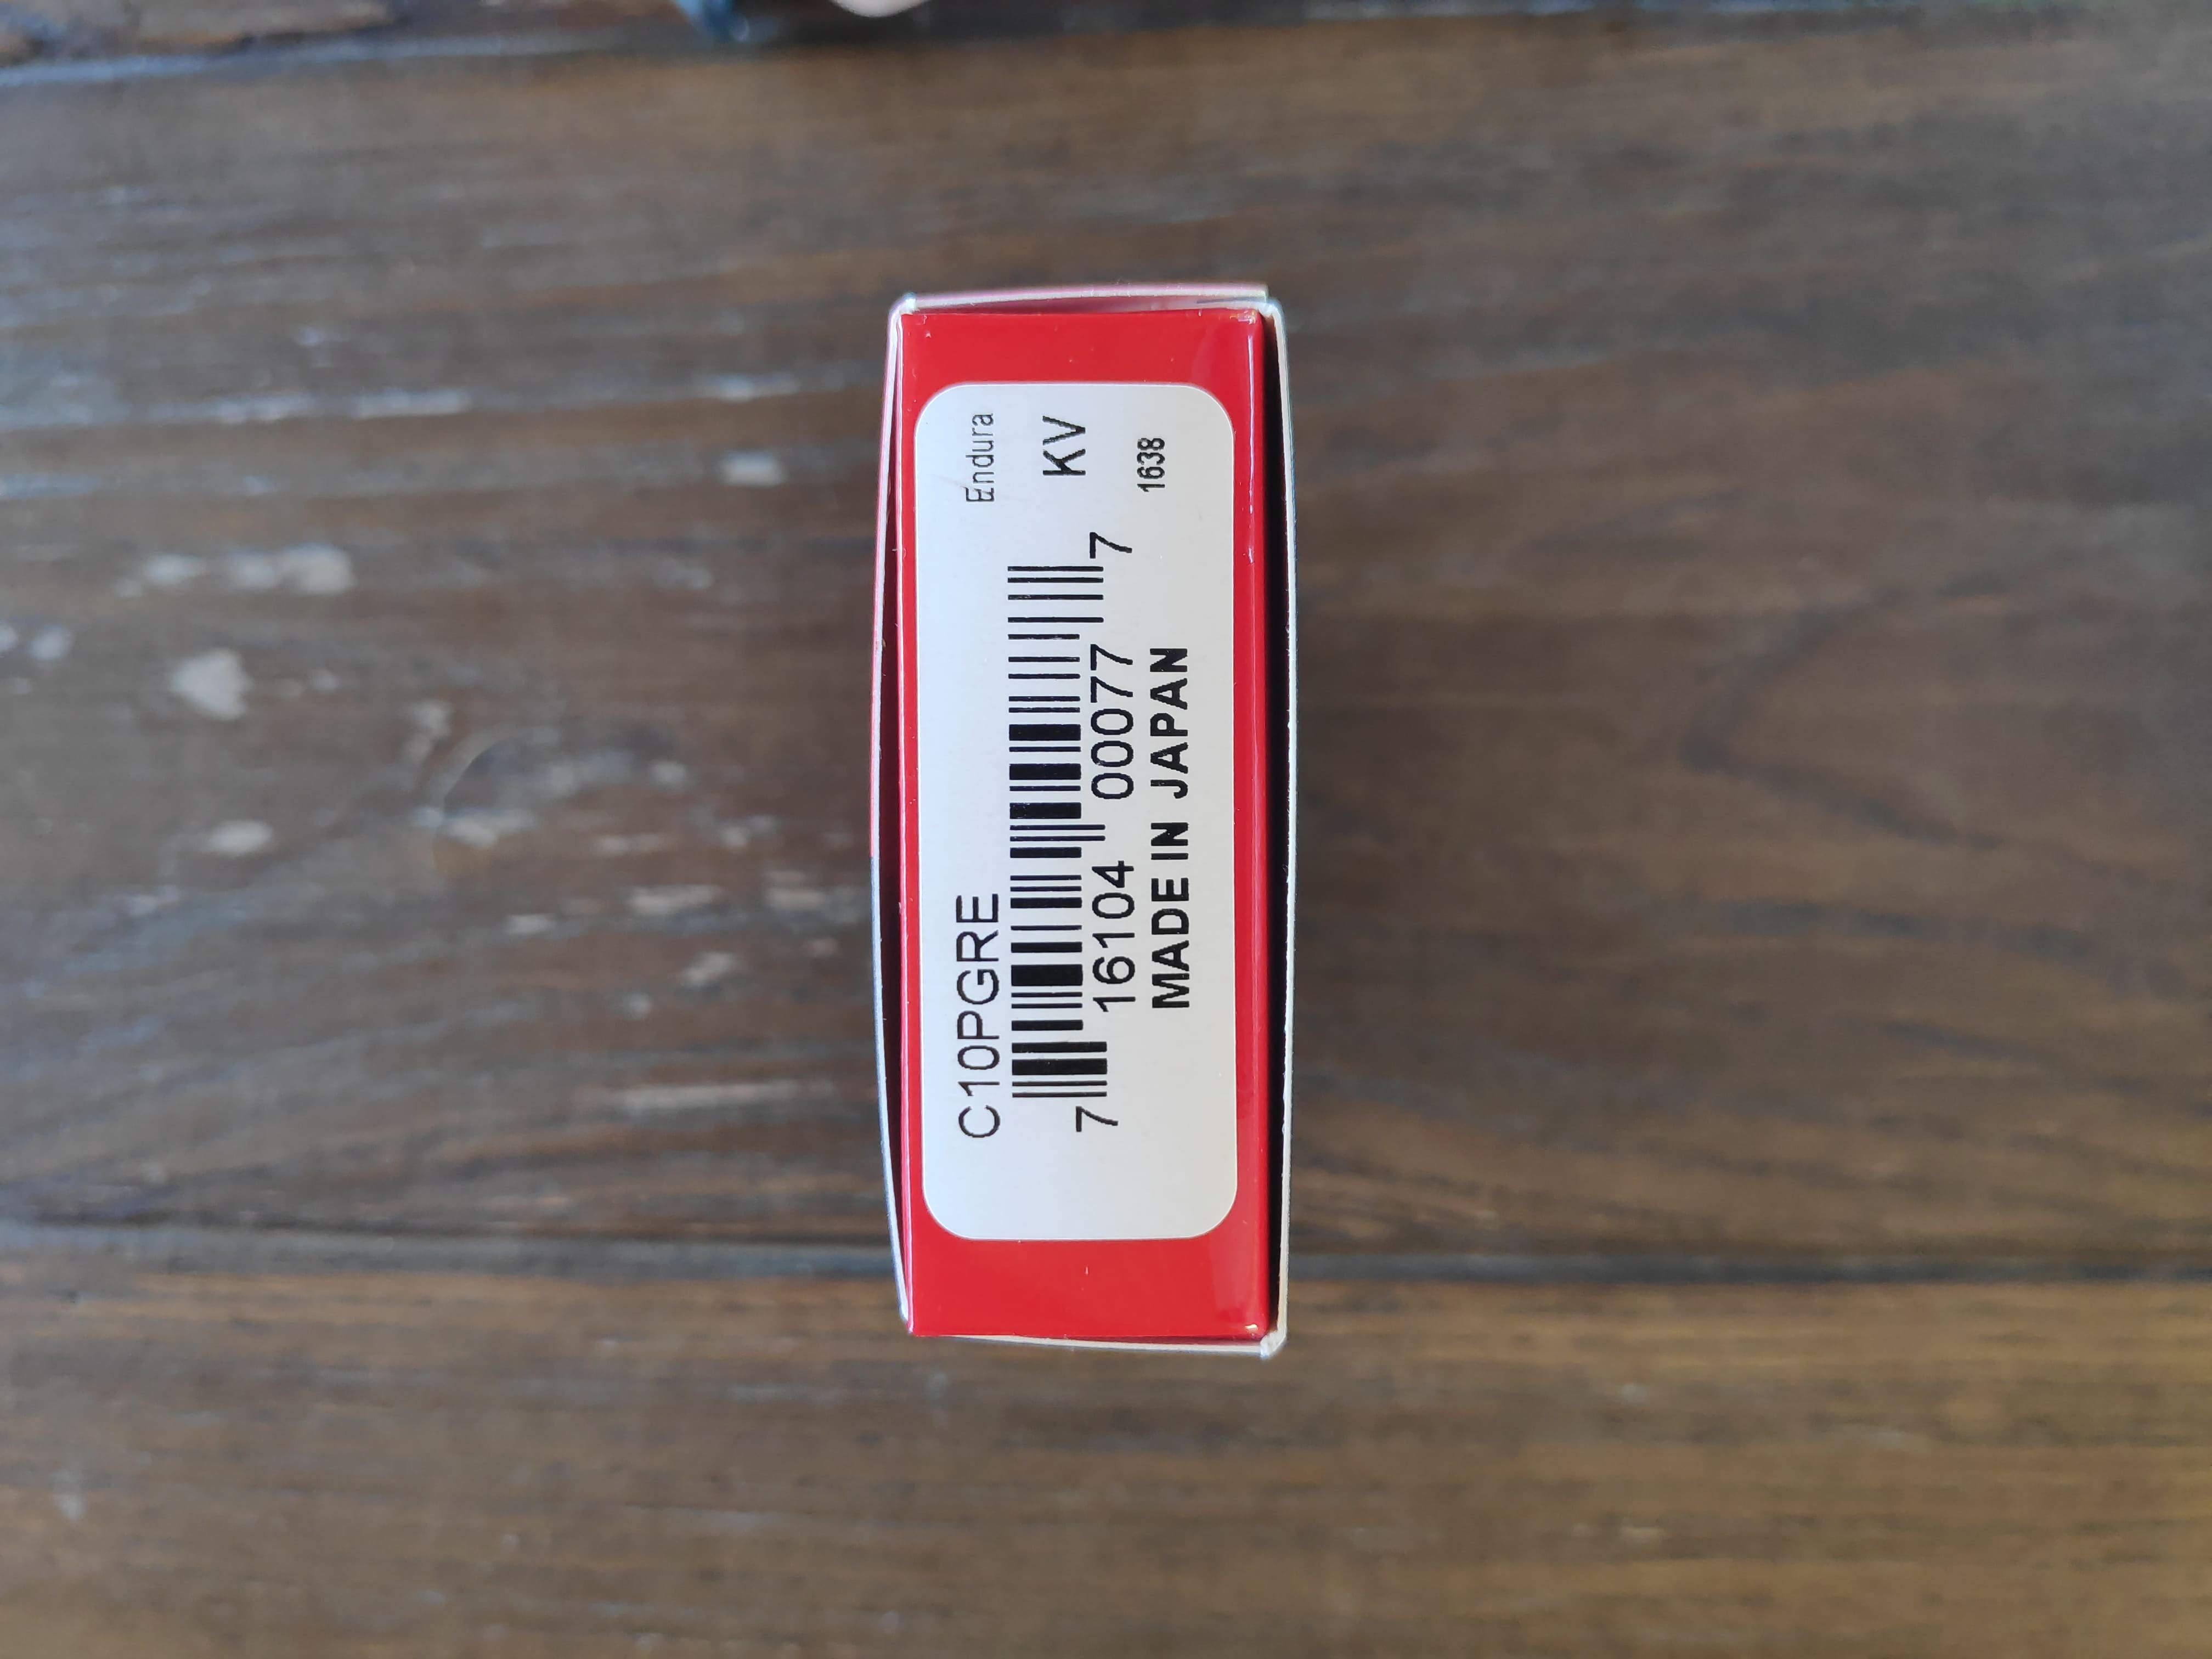 C10PGRE
Endura
7 16104 00077 7
KV
MADE IN JAPAN
1638